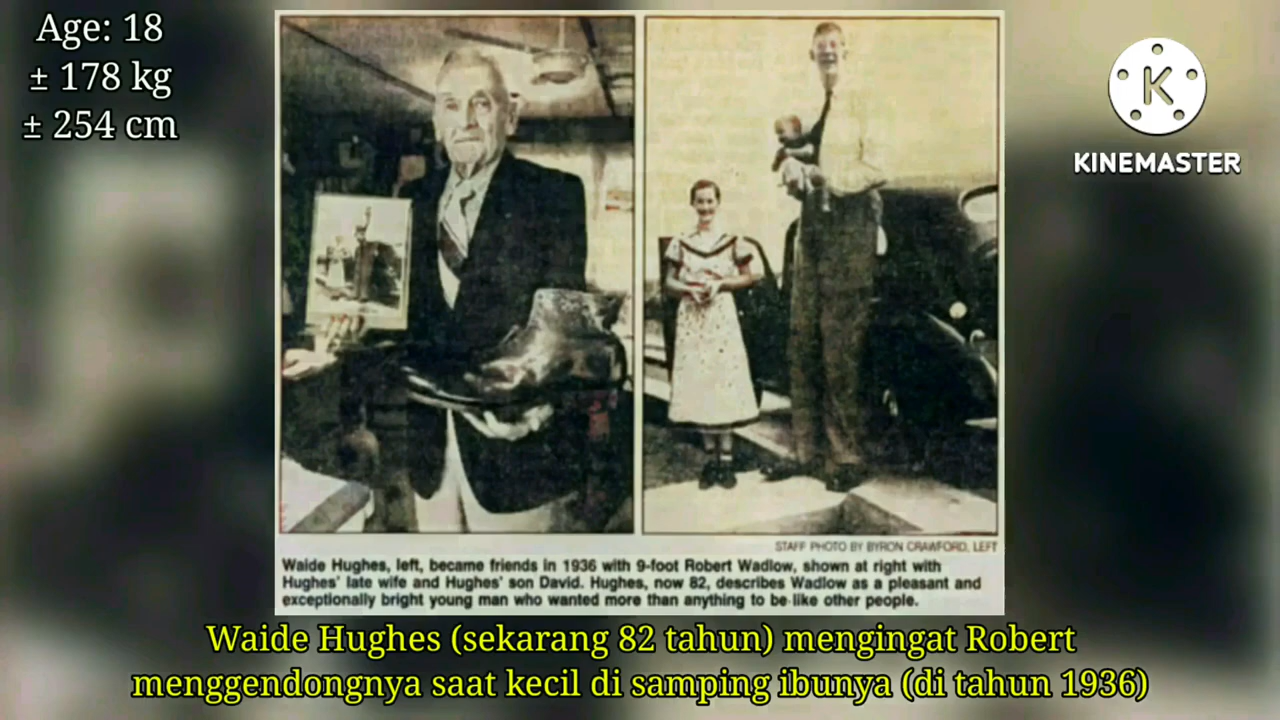 Age: 18
± 178 kg
± 254 cm
K
KINEMASTER
STAFF PHOTO BY BYRON CRAWFORD, LEFT
Waide Hughes, left, became friends in 1936 with 9-foot Robert Wadlow, shown at right with
Hughes' late wife and Hughes' son David. Hughes, now 82, describes Wadlow as a pleasant and
exceptionally bright young man who wanted more than anything to be like other people.
Waide Hughes (sekarang 82 tahun) mengingat Robert
menggendongnya saat kecil di samping ibunya (di tahun 1936)